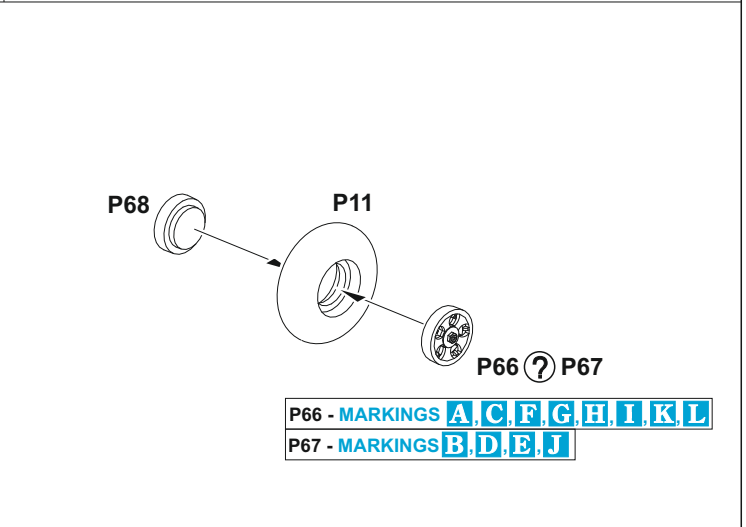 P68
P11
P66 ? P67
P66 - MARKINGS A, C, F, G, H, I, K, L
P67 - MARKINGS B, D, E, J